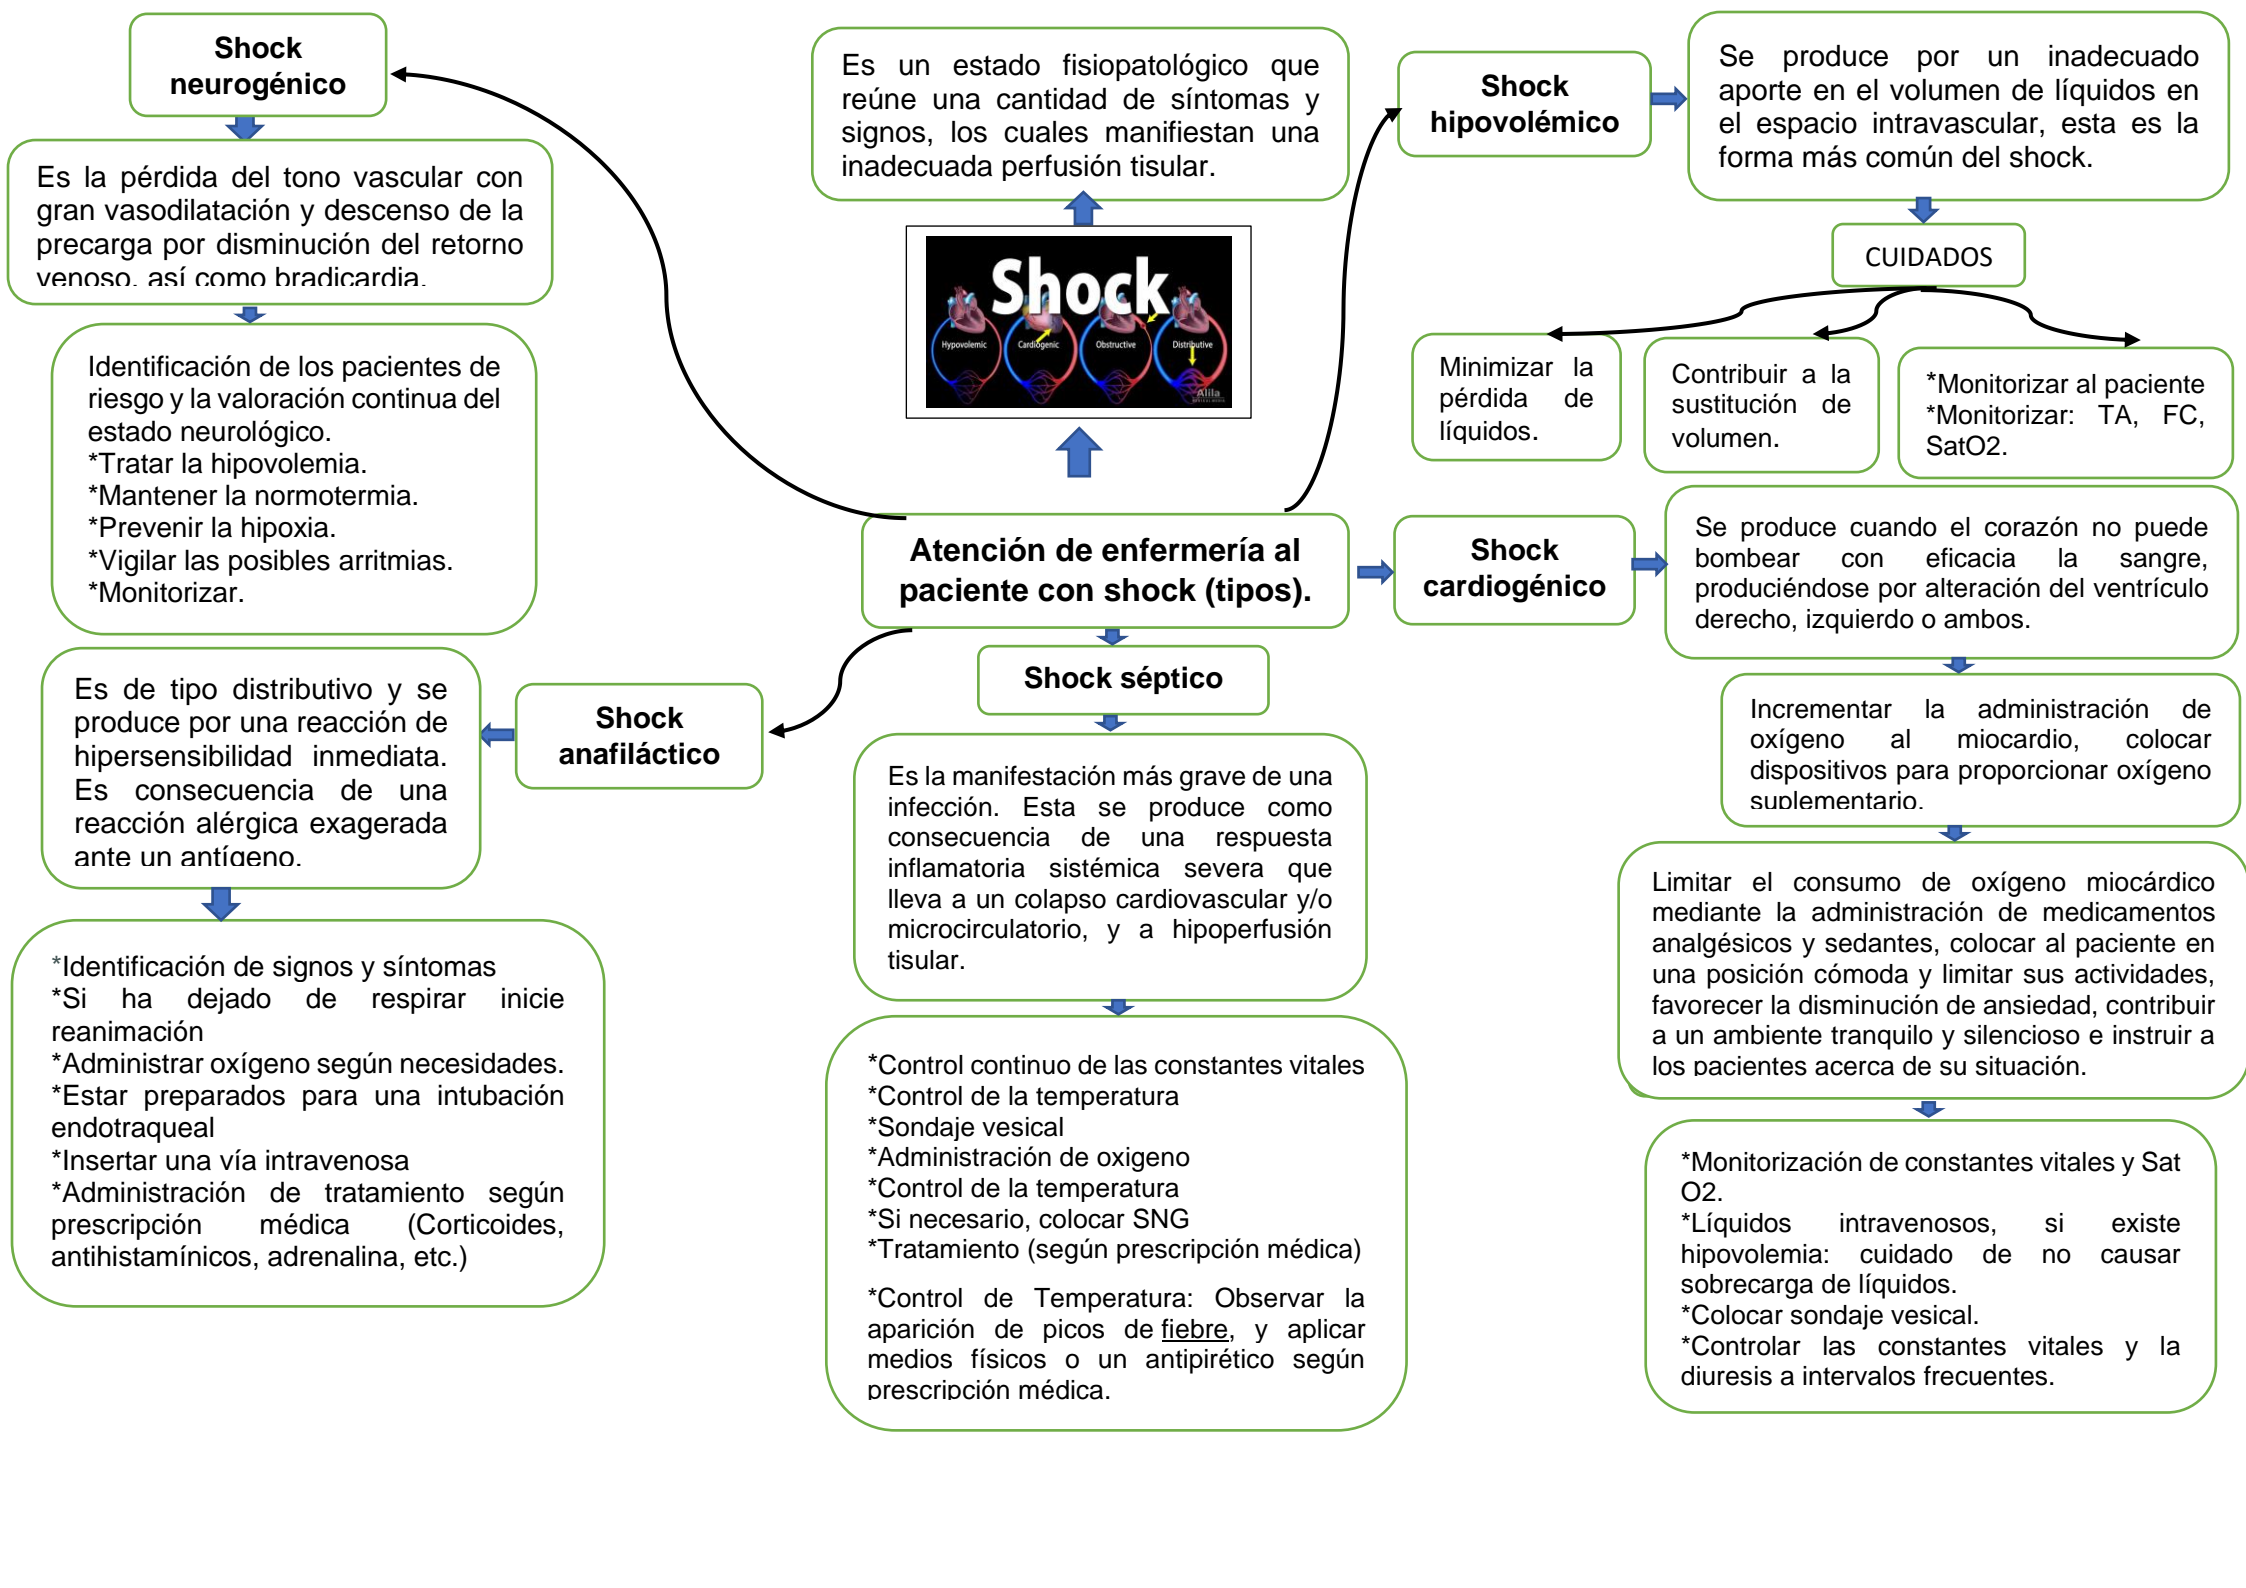 Shock
neurogénico
Es la pérdida del tono vascular con
gran vasodilatación y descenso de la
precarga por disminución del retorno
venoso, así como bradicardia.
Identificación de los pacientes de
riesgo y la valoración continua del
estado neurológico.
*Tratar la hipovolemia.
*Mantener la normotermia.
*Prevenir la hipoxia.
*Vigilar las posibles arritmias.
*Monitorizar.
Es un estado fisiopatológico que
reúne una cantidad de síntomas y
signos, los cuales manifiestan una
inadecuada perfusión tisular.
Shock
Hypovolemic
Cardiogenic
Obstructive
Distributive
Alila
Atención de enfermería al
paciente con shock (tipos).
Shock
hipovolémico
Se produce por un inadecuado
aporte en el volumen de líquidos en
el espacio intravascular, esta es la
forma más común del shock.
CUIDADOS
Minimizar la
pérdida de
líquidos.
Contribuir a la
sustitución de
volumen.
*Monitorizar al paciente
*Monitorizar: TA, FC,
SatO2.
Shock
cardiogénico
Se produce cuando el corazón no puede
bombear con eficacia la sangre,
produciéndose por alteración del ventrículo
derecho, izquierdo o ambos.
Incrementar la administración de
oxígeno al miocardio, colocar
dispositivos para proporcionar oxígeno
suplementario.
Limitar el consumo de oxígeno miocárdico
mediante la administración de medicamentos
analgésicos y sedantes, colocar al paciente en
una posición cómoda y limitar sus actividades,
favorecer la disminución de ansiedad, contribuir
a un ambiente tranquilo y silencioso e instruir a
los pacientes acerca de su situación.
*Monitorización de constantes vitales y Sat
O2.
*Líquidos intravenosos, si existe
hipovolemia: cuidado de no causar
sobrecarga de líquidos.
*Colocar sondaje vesical.
*Controlar las constantes vitales y la
diuresis a intervalos frecuentes.
Shock séptico
Es la manifestación más grave de una
infección. Esta se produce como
consecuencia de una respuesta
inflamatoria sistémica severa que
lleva a un colapso cardiovascular y/o
microcirculatorio, y a hipoperfusión
tisular.
*Control continuo de las constantes vitales
*Control de la temperatura
*Sondaje vesical
*Administración de oxigeno
*Control de la temperatura
*Si necesario, colocar SNG
*Tratamiento (según prescripción médica)
*Control de Temperatura: Observar la
aparición de picos de fiebre, y aplicar
medios físicos o un antipirético según
prescripción médica.
Shock
anafiláctico
Es de tipo distributivo y se
produce por una reacción de
hipersensibilidad inmediata.
Es consecuencia de una
reacción alérgica exagerada
ante un antígeno.
*Identificación de signos y síntomas
*Si ha dejado de respirar inicie
reanimación
*Administrar oxígeno según necesidades.
*Estar preparados para una intubación
endotraqueal
*Insertar una vía intravenosa
*Administración de tratamiento según
prescripción médica (Corticoides,
antihistamínicos, adrenalina, etc.)